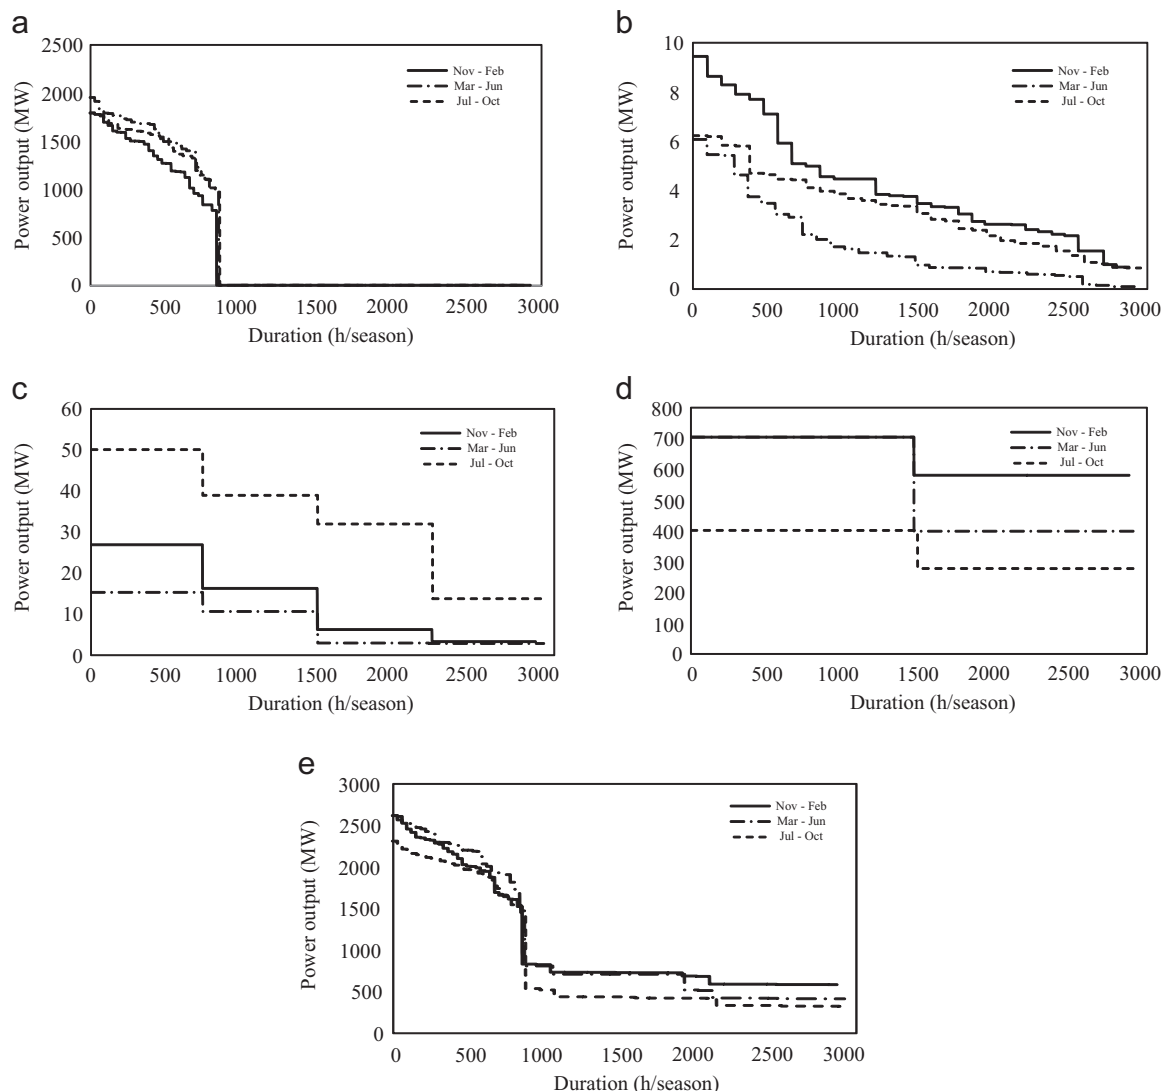 a
2500
2000
1500
1000
500
0
Power output (MW)
Nov - Feb
Mar - Jun
Jul - Oct
0 500 1000 1500 2000 2500 3000
Duration (h/season)
b
10
8
6
4
2
0
Power output (MW)
Nov - Feb
Mar - Jun
Jul - Oct
0 500 1000 1500 2000 2500 3000
Duration (h/season)
c
60
50
40
30
20
10
0
Power output (MW)
Nov - Feb
Mar - Jun
Jul - Oct
0 500 1000 1500 2000 2500 3000
Duration (h/season)
d
800
700
600
500
400
300
200
100
0
Power output (MW)
Nov - Feb
Mar - Jun
Jul - Oct
0 500 1000 1500 2000 2500 3000
Duration (h/season)
e
3000
2500
2000
1500
1000
500
0
Power output (MW)
Nov - Feb
Mar - Jun
Jul - Oct
0 500 1000 1500 2000 2500 3000
Duration (h/season)